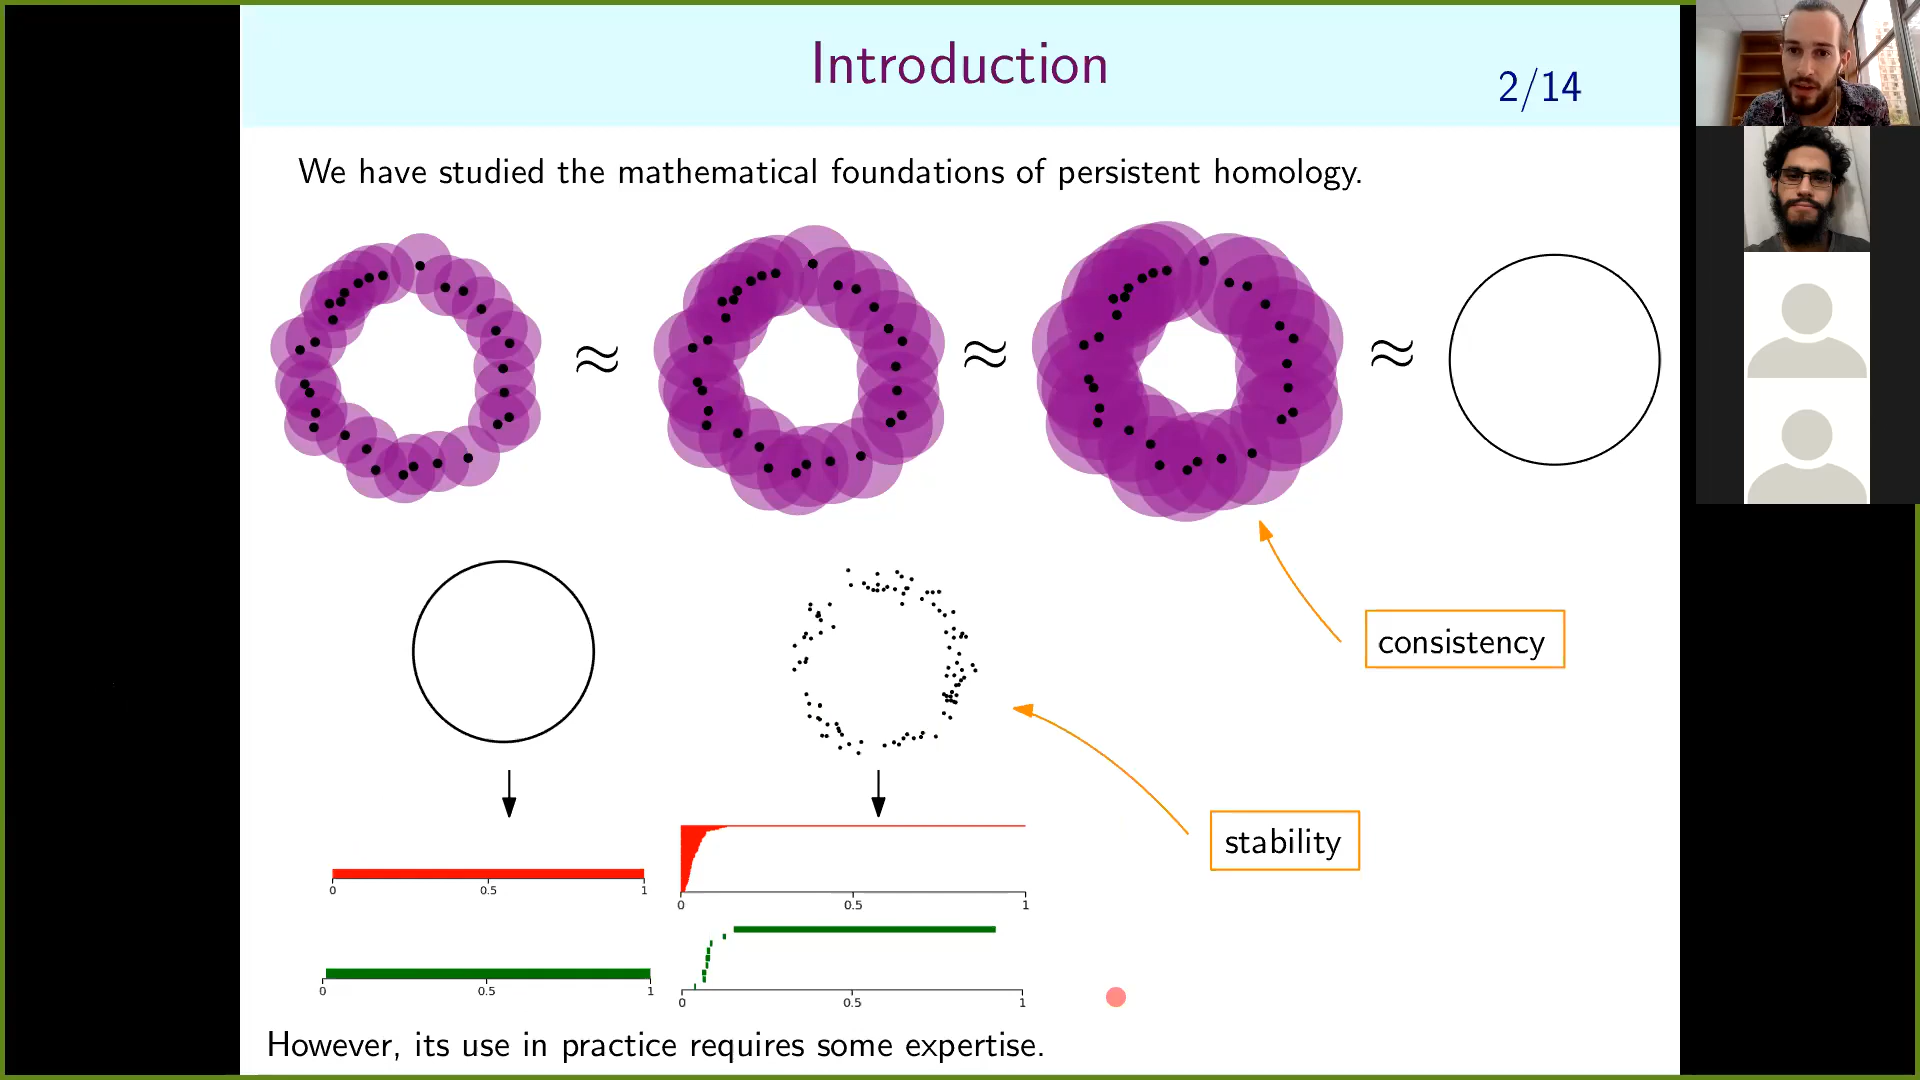 Introduction
2/14
We have studied the mathematical foundations of persistent homology.
≈ ≈ ≈
consistency
stability
0 0.5 1
0 0.5 1
0 0.5 1
0 0.5 1
However, its use in practice requires some expertise.